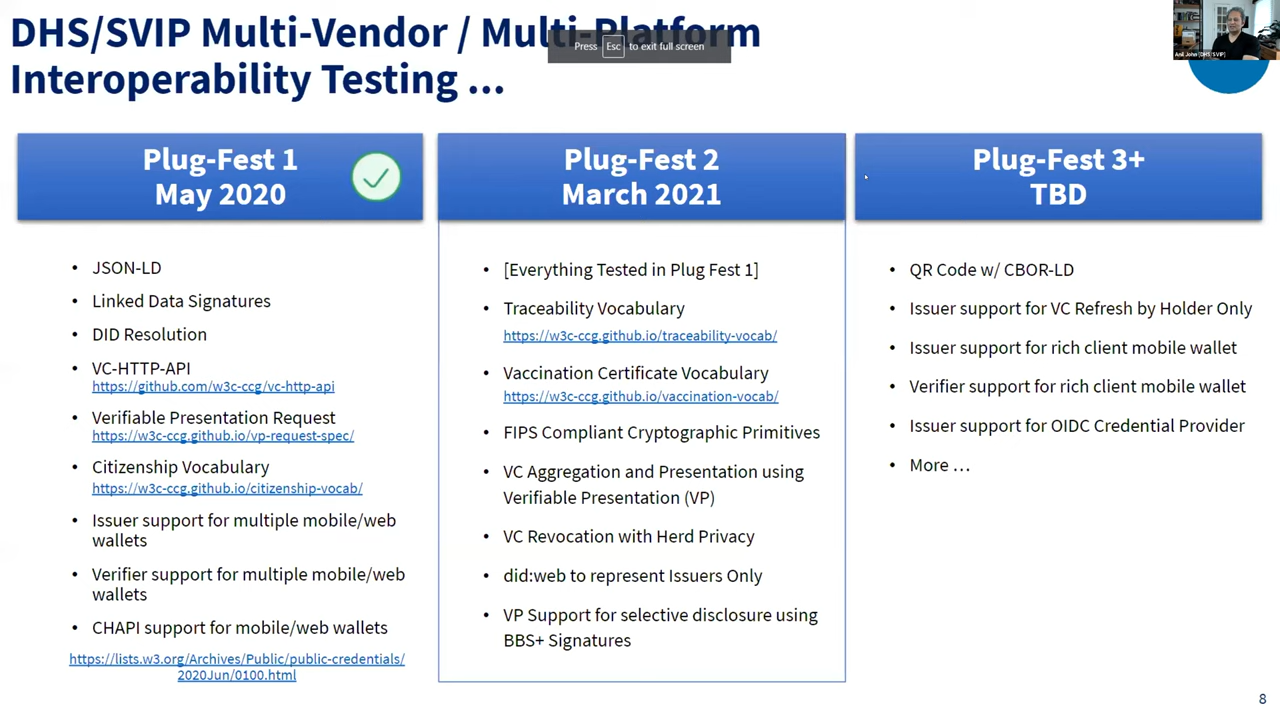 DHS/SVIP Multi-Vendor / Multi-Platform
Interoperability Testing ...
Press Esc to exit full screen
Anil John [DHS/SVIP]
Plug-Fest 1
May 2020
• JSON-LD
• Linked Data Signatures
• DID Resolution
• VC-HTTP-API
https://github.com/w3c-ccg/vc-http-api
• Verifiable Presentation Request
https://w3c-ccg.github.io/vp-request-spec/
• Citizenship Vocabulary
https://w3c-ccg.github.io/citizenship-vocab/
• Issuer support for multiple mobile/web
wallets
• Verifier support for multiple mobile/web
wallets
• CHAPI support for mobile/web wallets
https://lists.w3.org/Archives/Public/public-credentials/
2020Jun/0100.html
Plug-Fest 2
March 2021
• [Everything Tested in Plug Fest 1]
• Traceability Vocabulary
https://w3c-ccg.github.io/traceability-vocab/
• Vaccination Certificate Vocabulary
https://w3c-ccg.github.io/vaccination-vocab/
• FIPS Compliant Cryptographic Primitives
• VC Aggregation and Presentation using
Verifiable Presentation (VP)
• VC Revocation with Herd Privacy
• did:web to represent Issuers Only
• VP Support for selective disclosure using
BBS+ Signatures
Plug-Fest 3+
TBD
• QR Code w/ CBOR-LD
• Issuer support for VC Refresh by Holder Only
• Issuer support for rich client mobile wallet
• Verifier support for rich client mobile wallet
• Issuer support for OIDC Credential Provider
• More ...
8